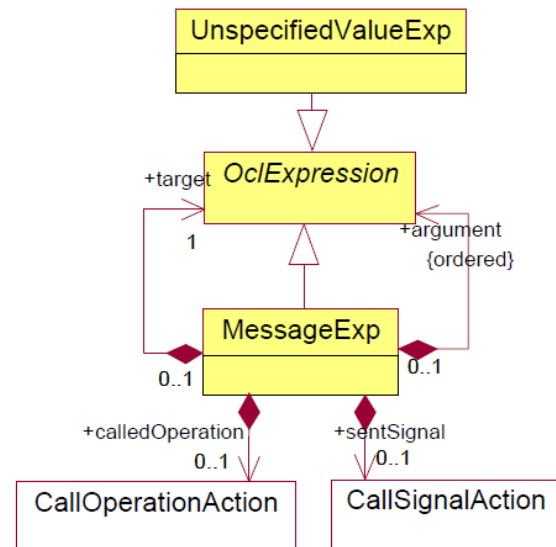 UnspecifiedValueExp
OclExpression
+target
1
+argument
{ordered}
MessageExp
0..1
0..1
+calledOperation
0..1
+sentSignal
0..1
CallOperationAction
CallSignalAction